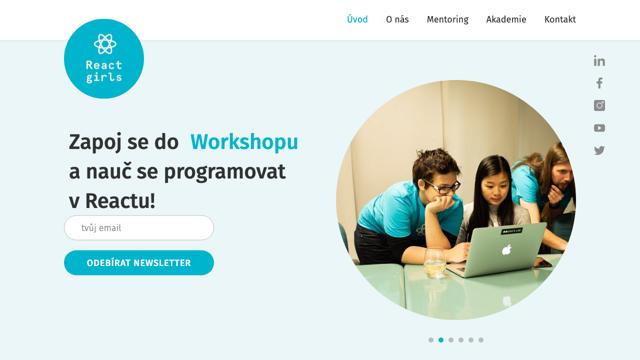 Úvod
O nás
Mentoring
Akademie
Kontakt
React
girls
Zapoj se do Workshopu
a nauč se programovat
v Reactu!
tvůj email
ODEBÍRAT NEWSLETTER